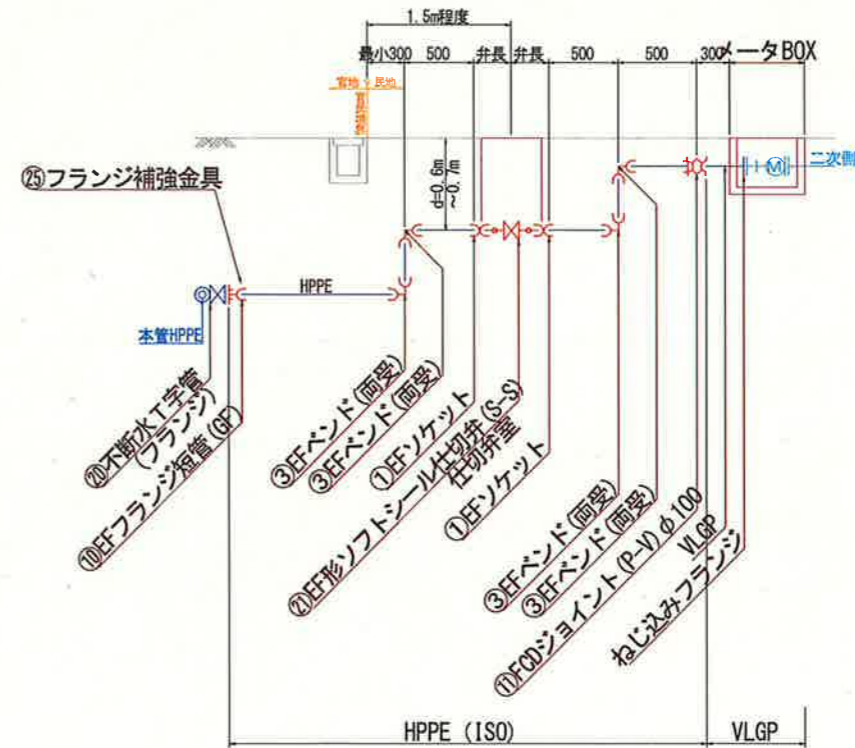 1.5m程度
最小300 500 弁長 弁長 500 500 300 メータBOX
官地 民地
d=0.6m
~0.7m
二次側
M
㉕フランジ補強金具
HPPE
本管HPPE
⑳不断水T字管
(フランジ)
⑩EFフランジ短管(GF)
③EFベンド(両受)
③EFベンド(両受)
①EFソケット
㉑EF形ソフトシール仕切弁(S-S)
仕切弁室
①EFソケット
③EFベンド(両受)
③EFベンド(両受)
⑪FCDジョイント(P-V)φ100
VLGP
ねじ込みフランジ
HPPE (ISO)
VLGP